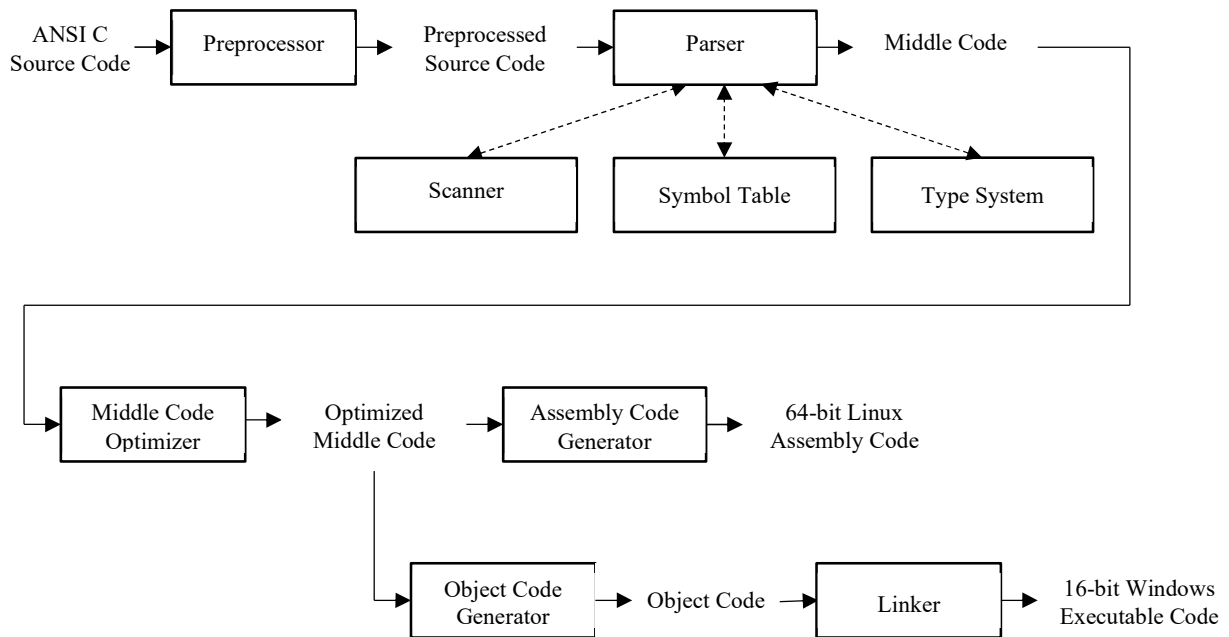 ANSI C
Source Code
Preprocessor
Preprocessed
Source Code
Parser
Middle Code
Scanner
Symbol Table
Type System
Middle Code
Optimizer
Optimized
Middle Code
Assembly Code
Generator
64-bit Linux
Assembly Code
Object Code
Generator
Object Code
Linker
16-bit Windows
Executable Code